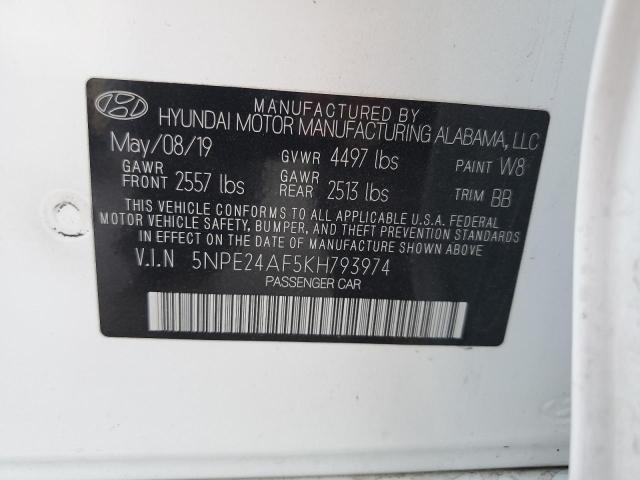 MANUFACTURED BY
HYUNDAI MOTOR MANUFACTURING ALABAMA, LLC
May/08/19 GVWR 4497 lbs PAINT W8
GAWR FRONT 2557 lbs GAWR REAR 2513 lbs TRIM BB
THIS VEHICLE CONFORMS TO ALL APPLICABLE U.S.A. FEDERAL
MOTOR VEHICLE SAFETY, BUMPER, AND THEFT PREVENTION STANDARDS
IN EFFECT ON THE DATE OF MANUFACTURE SHOWN ABOVE
V.I.N 5NPE24AF5KH793974
PASSENGER CAR